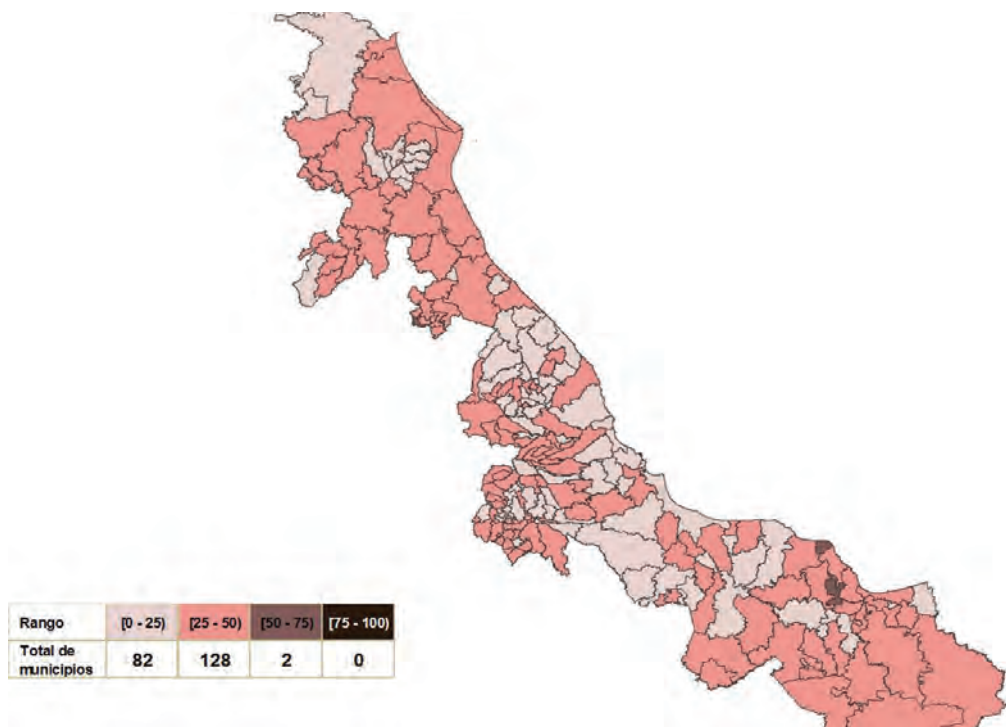 Rango [0 - 25) [25 - 50) [50 - 75) [75 - 100)
Total de municipios 82 128 2 0